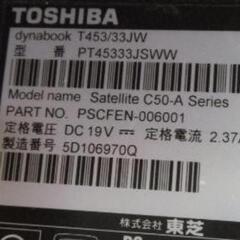 TOSHIBA
dynabook T453/33JW
型 番 PT45333JSWW
Model name Satellite C50-A Series
PART NO. PSCFEN-006001
定格電圧 DC 19V 定格電流 2.37A
製造番号 5D106970Q
株式会社 東芝